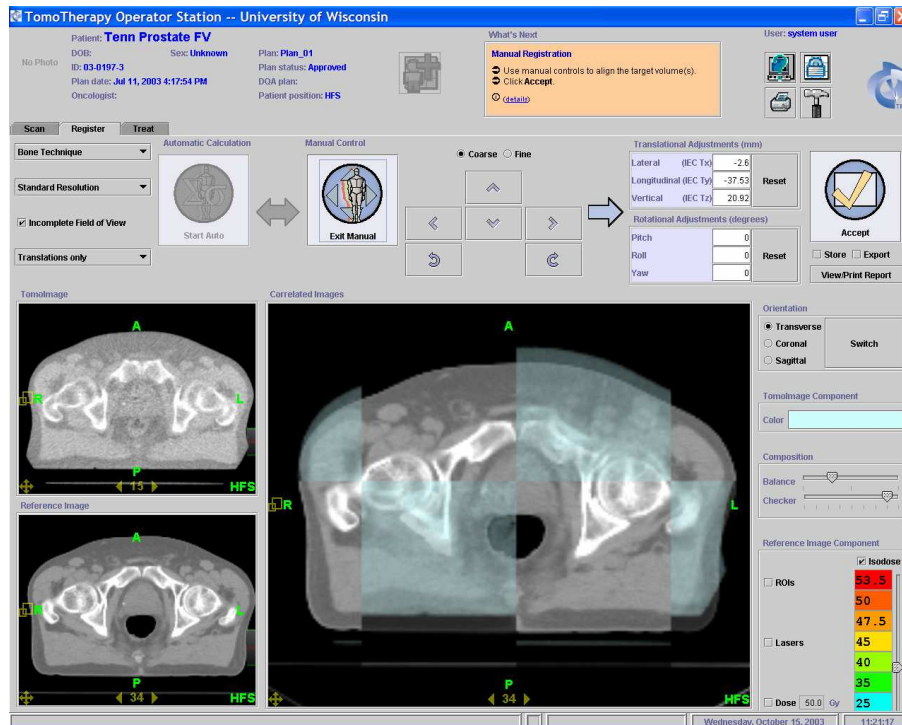 TomoTherapy Operator Station -- University of Wisconsin
No Photo
Patient: Tenn Prostate FV
DOB:
Sex: Unknown
ID: 03-0197-3
Plan date: Jul 11, 2003 4:17:54 PM
Oncologist:
Plan: Plan_01
Plan status: Approved
DQA plan:
Patient position: HFS
What's Next
Manual Registration
Use manual controls to align the target volume(s).
Click Accept.
(details)
User: system user
Scan
Register
Treat
Bone Technique
Standard Resolution
Incomplete Field of View
Translations only
Automatic Calculation
Start Auto
Manual Control
Exit Manual
Coarse
Fine
Translational Adjustments (mm)
Lateral (IEC Tx) -2.6
Longitudinal (IEC Ty) -37.53
Vertical (IEC Tz) 20.92
Reset
Rotational Adjustments (degrees)
Pitch 0
Roll 0
Yaw 0
Reset
Accept
Store
Export
View/Print Report
TomoImage
A
R
L
P
15
HFS
Reference Image
A
R
L
P
34
HFS
Correlated Images
A
R
L
P
34
HFS
Orientation
Transverse
Coronal
Sagittal
Switch
TomoImage Component
Color
Composition
Balance
Checker
Reference Image Component
Isodose
ROIs
Lasers
Dose 50.0 Gy
53.5
50
47.5
45
40
35
25
Wednesday, October 15, 2003
11:21:17